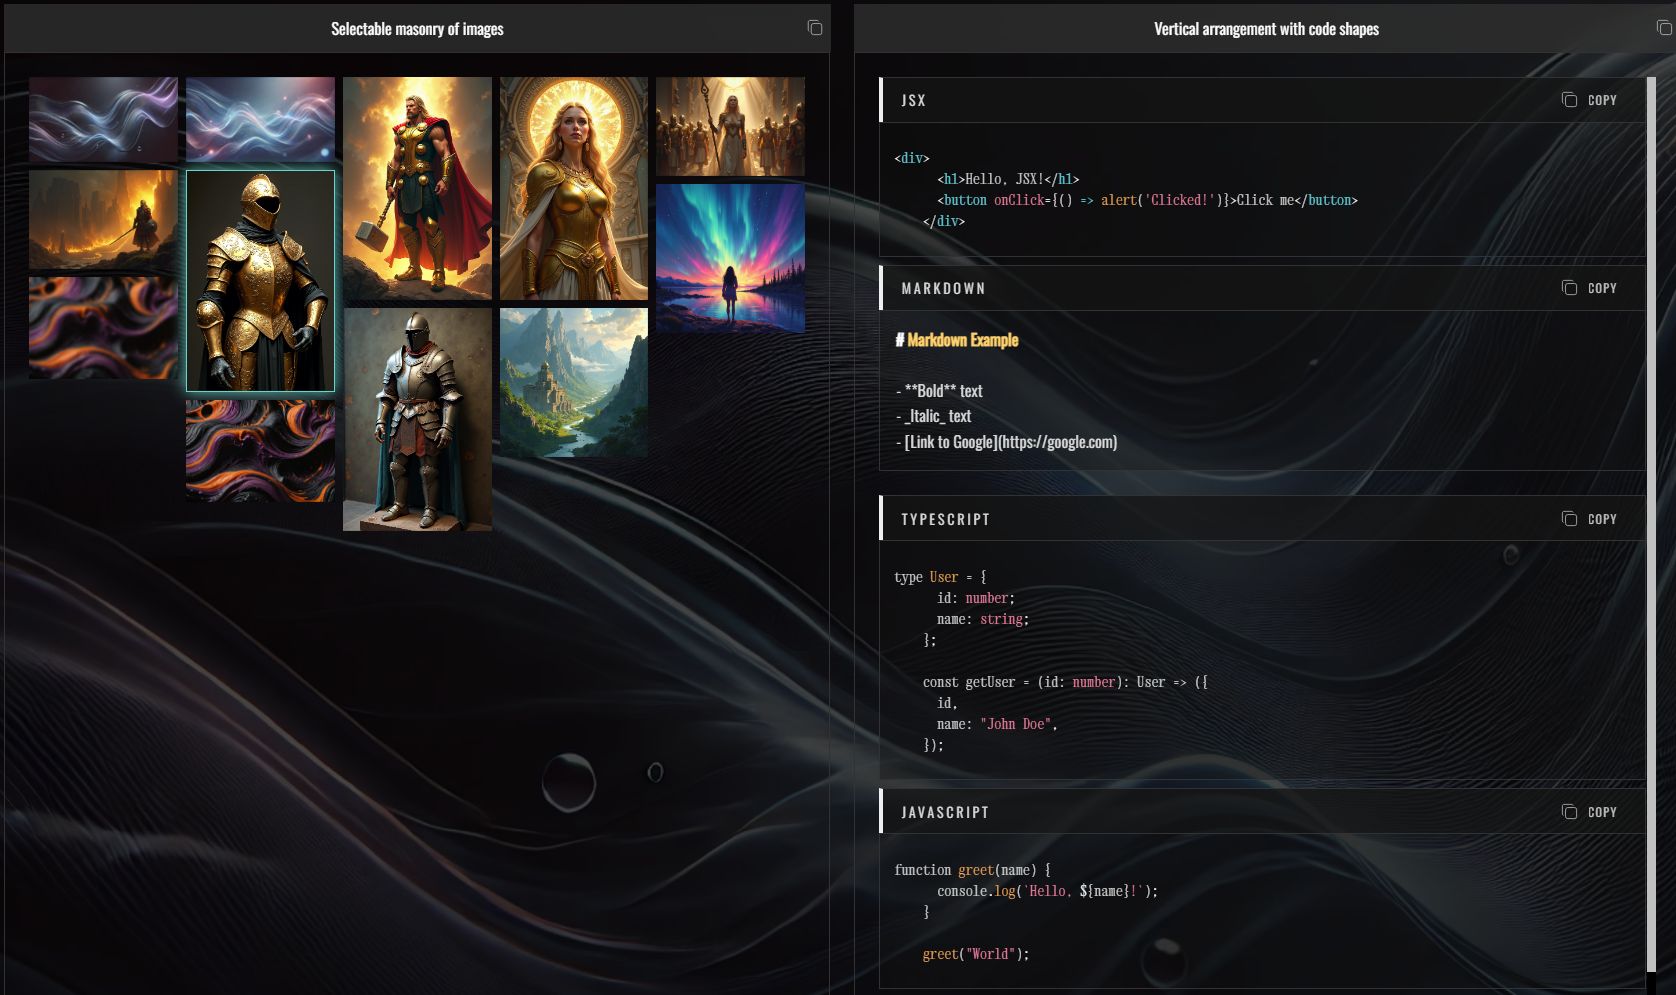 Selectable masonry of images
Vertical arrangement with code shapes
JSX
COPY
<div>
      <h1>Hello, JSX!</h1>
      <button onClick={() => alert('Clicked!')}>Click me</button>
    </div>
MARKDOWN
COPY
# Markdown Example
- **Bold** text
- _Italic_ text
- [Link to Google](https://google.com)
TYPESCRIPT
COPY
type User = {
      id: number;
      name: string;
    };
    const getUser = (id: number): User => ({
      id,
      name: "John Doe",
    });
JAVASCRIPT
COPY
function greet(name) {
      console.log(`Hello, ${name}!`);
    }
    greet("World");